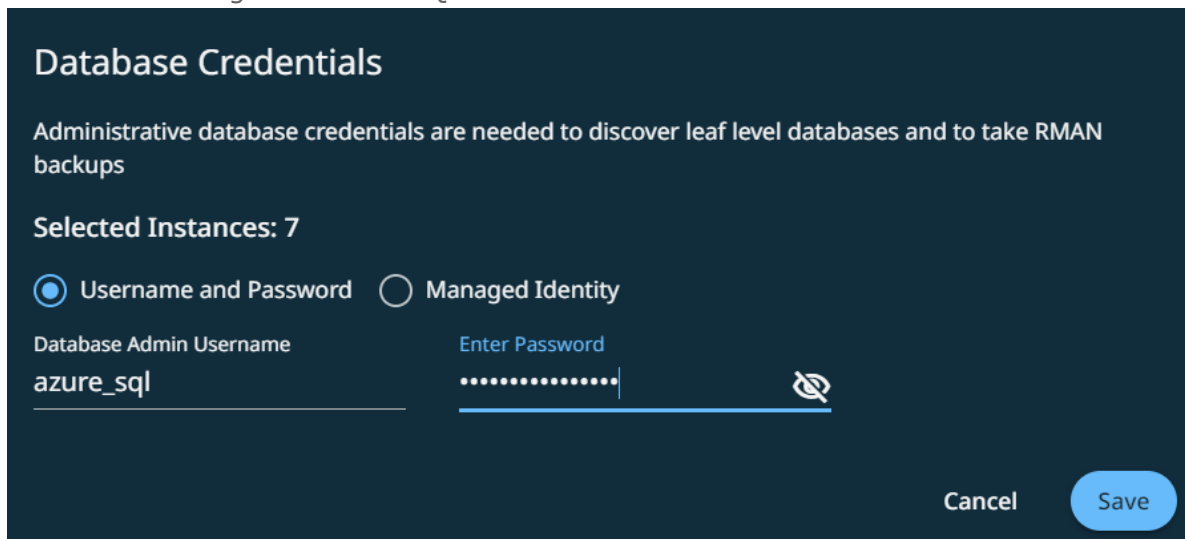 Database Credentials
Administrative database credentials are needed to discover leaf level databases and to take RMAN
backups
Selected Instances: 7
Username and Password Managed Identity
Database Admin Username Enter Password
azure_sql ••••••••••••••••
Cancel Save